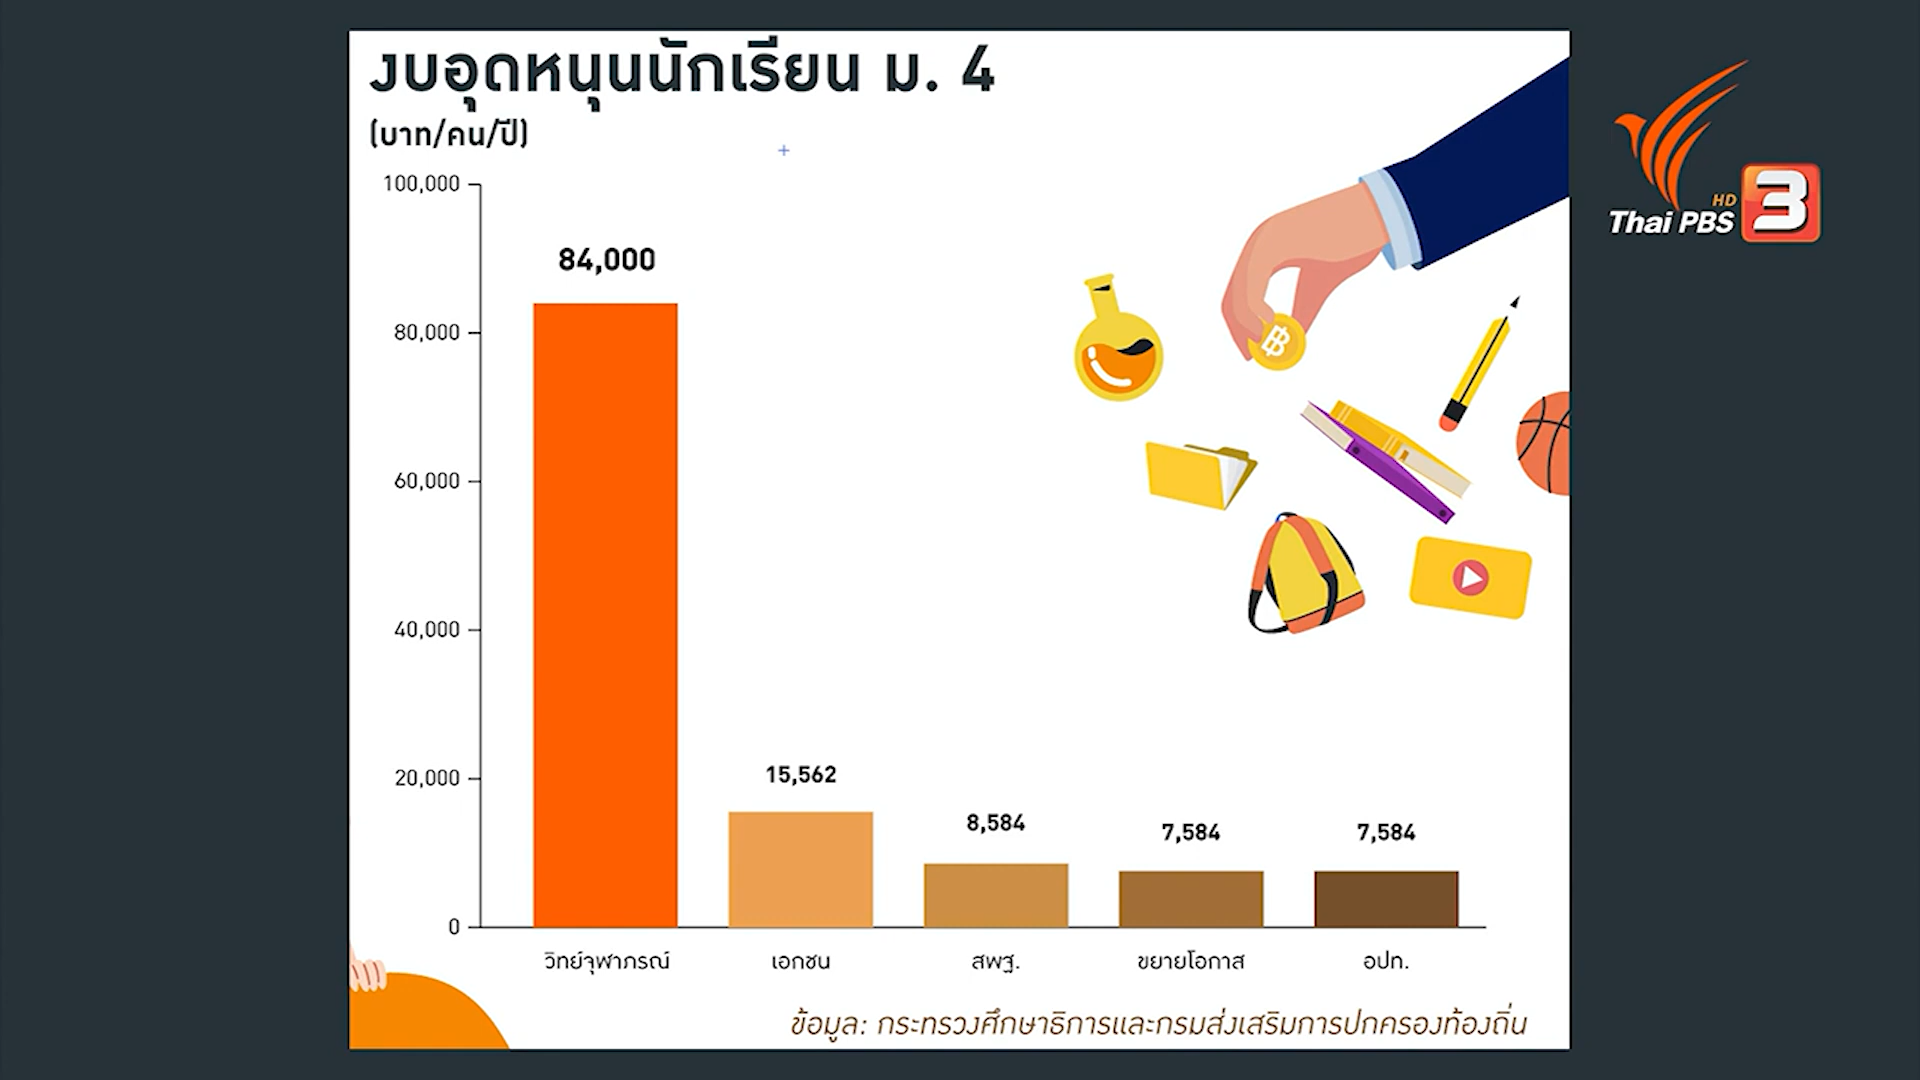 งบอุดหนุนนักเรียน ม. 4
(บาท/คน/ปี)
100,000
80,000
60,000
40,000
20,000
0
84,000
15,562
8,584
7,584
7,584
วิทย์จุฬาภรณ์
เอกชน
สพฐ.
ขยายโอกาส
อปท.
ข้อมูล: กระทรวงศึกษาธิการและกรมส่งเสริมการปกครองท้องถิ่น
฿
HD
Thai PBS 3